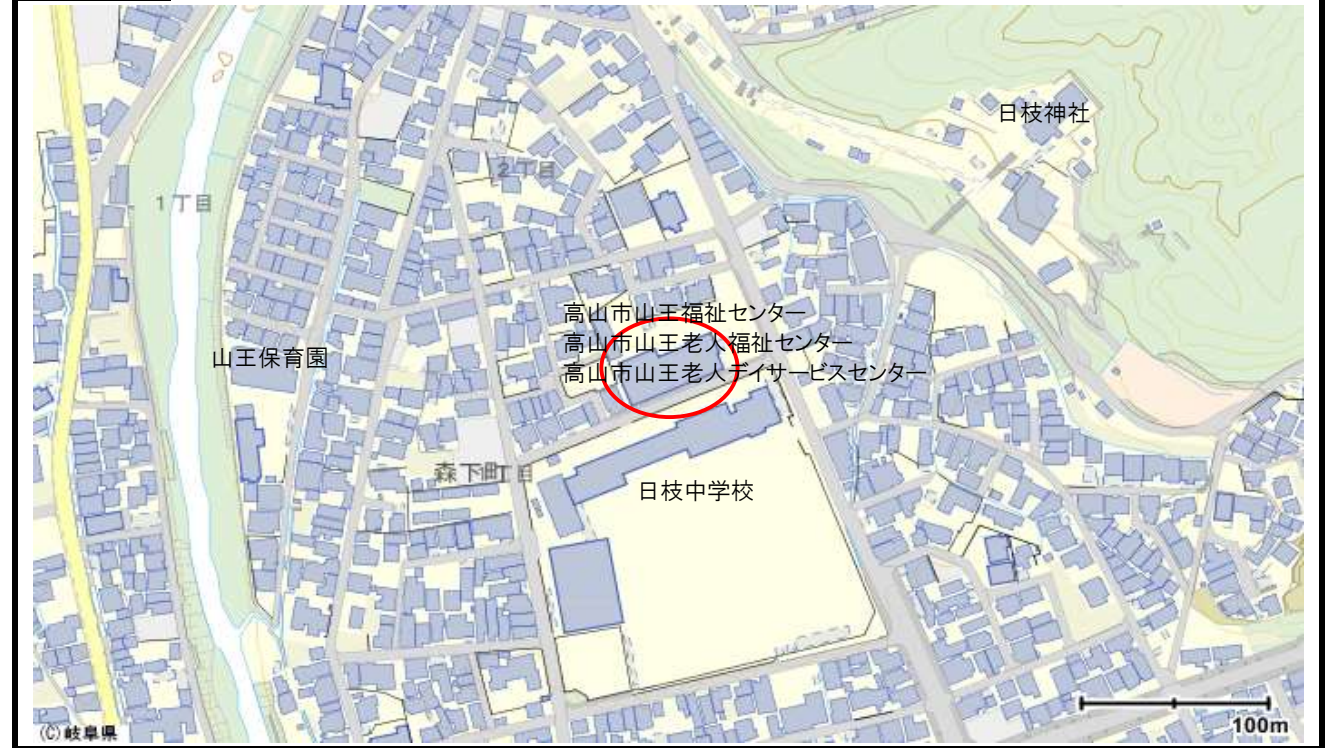 日枝神社
2丁目
1丁目
高山市山王福祉センター
高山市山王老人福祉センター
高山市山王老人デイサービスセンター
山王保育園
森下町1丁目
日枝中学校
100m
(C)岐阜県